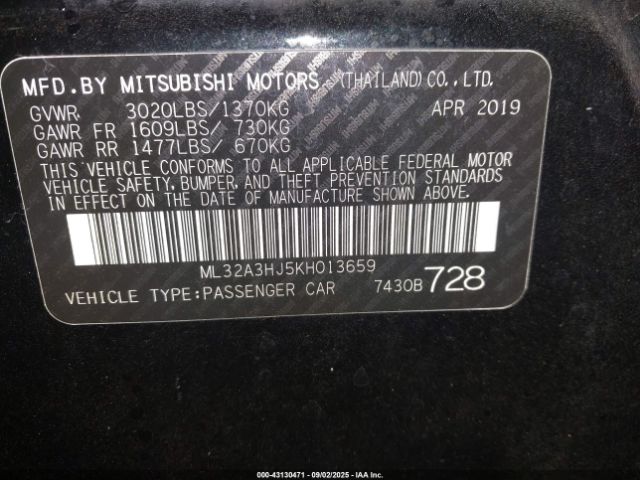 MFD. BY MITSUBISHI MOTORS (THAILAND) CO., LTD.
GVWR. 3020LBS/1370KG APR 2019
GAWR FR 1609LBS/ 730KG
GAWR RR 1477LBS/ 670KG
THIS VEHICLE CONFORMS TO ALL APPLICABLE FEDERAL MOTOR
VEHICLE SAFETY, BUMPER, AND THEFT PREVENTION STANDARDS
IN EFFECT ON THE DATE OF MANUFACTURE SHOWN ABOVE.
ML32A3HJ5KH013659
VEHICLE TYPE:PASSENGER CAR 7430B 728
000-43130471 - 09/02/2025 - IAA Inc.